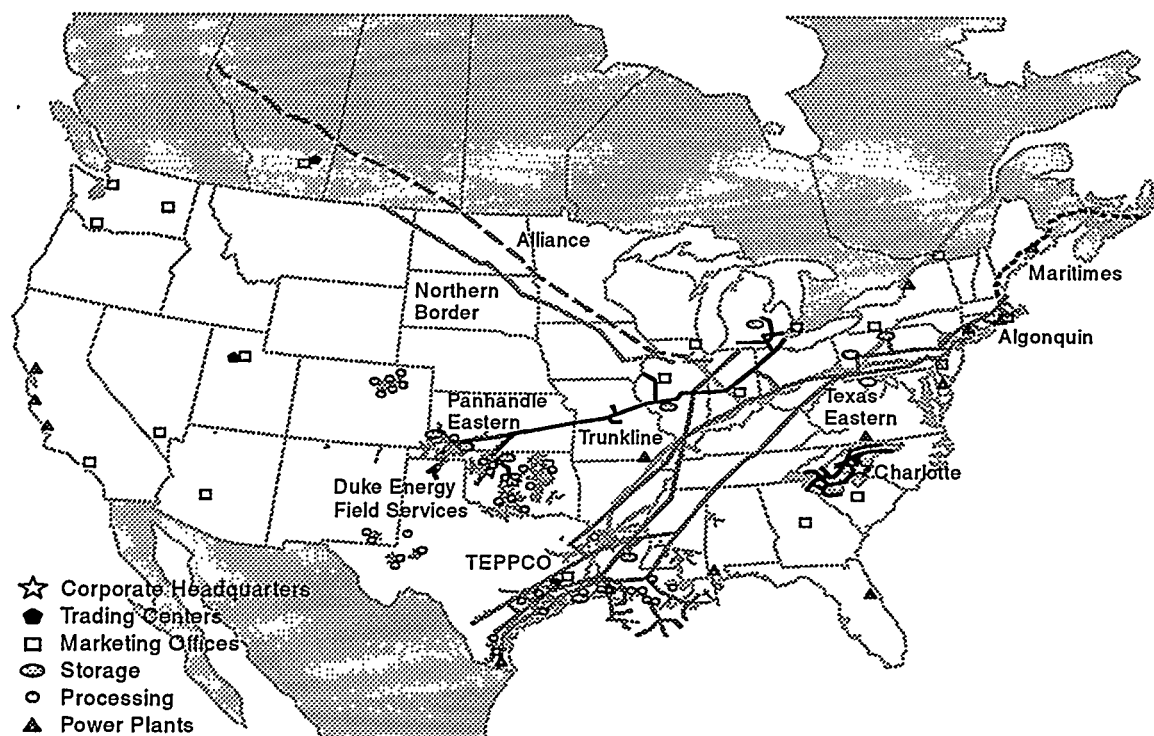 Alliance
Maritimes
Northern
Border
Algonquin
Panhandle
Eastern
Texas
Eastern
Trunkline
Charlotte
Duke Energy
Field Services
TEPPCO
Corporate Headquarters
Trading Centers
Marketing Offices
Storage
Processing
Power Plants